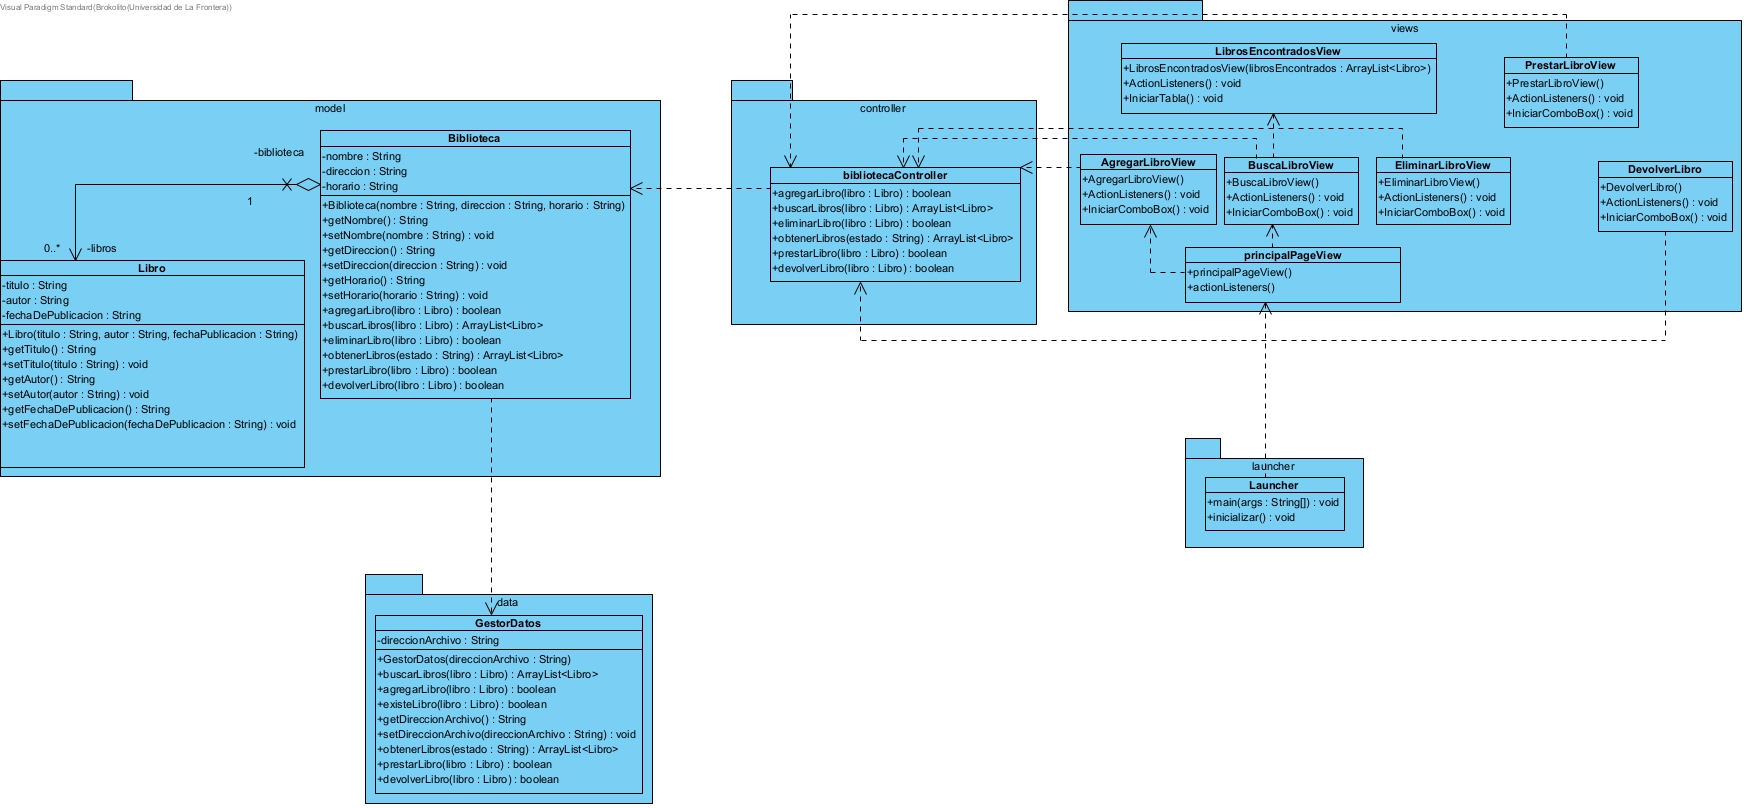 Visual Paradigm Standard(Brokolito(Universidad de La Frontera))
model
-biblioteca
1
0..*
-libros
Biblioteca
-nombre : String
-direccion : String
-horario : String
+Biblioteca(nombre : String, direccion : String, horario : String)
+getNombre() : String
+setNombre(nombre : String) : void
+getDireccion() : String
+setDireccion(direccion : String) : void
+getHorario() : String
+setHorario(horario : String) : void
+agregarLibro(libro : Libro) : boolean
+buscarLibros(libro : Libro) : ArrayList<Libro>
+eliminarLibro(libro : Libro) : boolean
+obtenerLibros(estado : String) : ArrayList<Libro>
+prestarLibro(libro : Libro) : boolean
+devolverLibro(libro : Libro) : boolean
Libro
-titulo : String
-autor : String
-fechaDePublicacion : String
+Libro(titulo : String, autor : String, fechaPublicacion : String)
+getTitulo() : String
+setTitulo(titulo : String) : void
+getAutor() : String
+setAutor(autor : String) : void
+getFechaDePublicacion() : String
+setFechaDePublicacion(fechaDePublicacion : String) : void
controller
bibliotecaController
+agregarLibro(libro : Libro) : boolean
+buscarLibros(libro : Libro) : ArrayList<Libro>
+eliminarLibro(libro : Libro) : boolean
+obtenerLibros(estado : String) : ArrayList<Libro>
+prestarLibro(libro : Libro) : boolean
+devolverLibro(libro : Libro) : boolean
views
LibrosEncontradosView
+LibrosEncontradosView(librosEncontrados : ArrayList<Libro>)
+ActionListeners() : void
+IniciarTabla() : void
PrestarLibroView
+PrestarLibroView()
+ActionListeners() : void
+IniciarComboBox() : void
AgregarLibroView
+AgregarLibroView()
+ActionListeners() : void
+IniciarComboBox() : void
BuscaLibroView
+BuscaLibroView()
+ActionListeners() : void
+IniciarComboBox() : void
EliminarLibroView
+EliminarLibroView()
+ActionListeners() : void
+IniciarComboBox() : void
DevolverLibro
+DevolverLibro()
+ActionListeners() : void
+IniciarComboBox() : void
principalPageView
+principalPageView()
+actionListeners()
launcher
Launcher
+main(args : String[]) : void
+inicializar() : void
data
GestorDatos
-direccionArchivo : String
+GestorDatos(direccionArchivo : String)
+buscarLibros(libro : Libro) : ArrayList<Libro>
+agregarLibro(libro : Libro) : boolean
+existeLibro(libro : Libro) : boolean
+getDireccionArchivo() : String
+setDireccionArchivo(direccionArchivo : String) : void
+obtenerLibros(estado : String) : ArrayList<Libro>
+prestarLibro(libro : Libro) : boolean
+devolverLibro(libro : Libro) : boolean